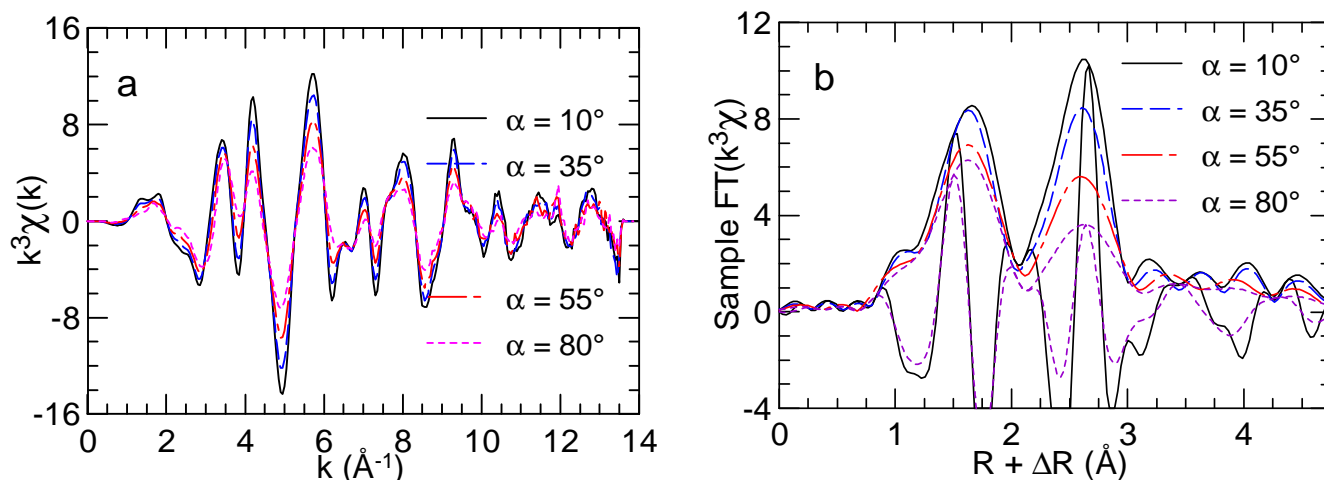 a
k³χ(k)
16
8
0
-8
-16
0 2 4 6 8 10 12 14
k (Å⁻¹)
α = 10°
α = 35°
α = 55°
α = 80°
b
Sample FT(k³χ)
12
8
4
0
-4
0 1 2 3 4
R + ΔR (Å)
α = 10°
α = 35°
α = 55°
α = 80°